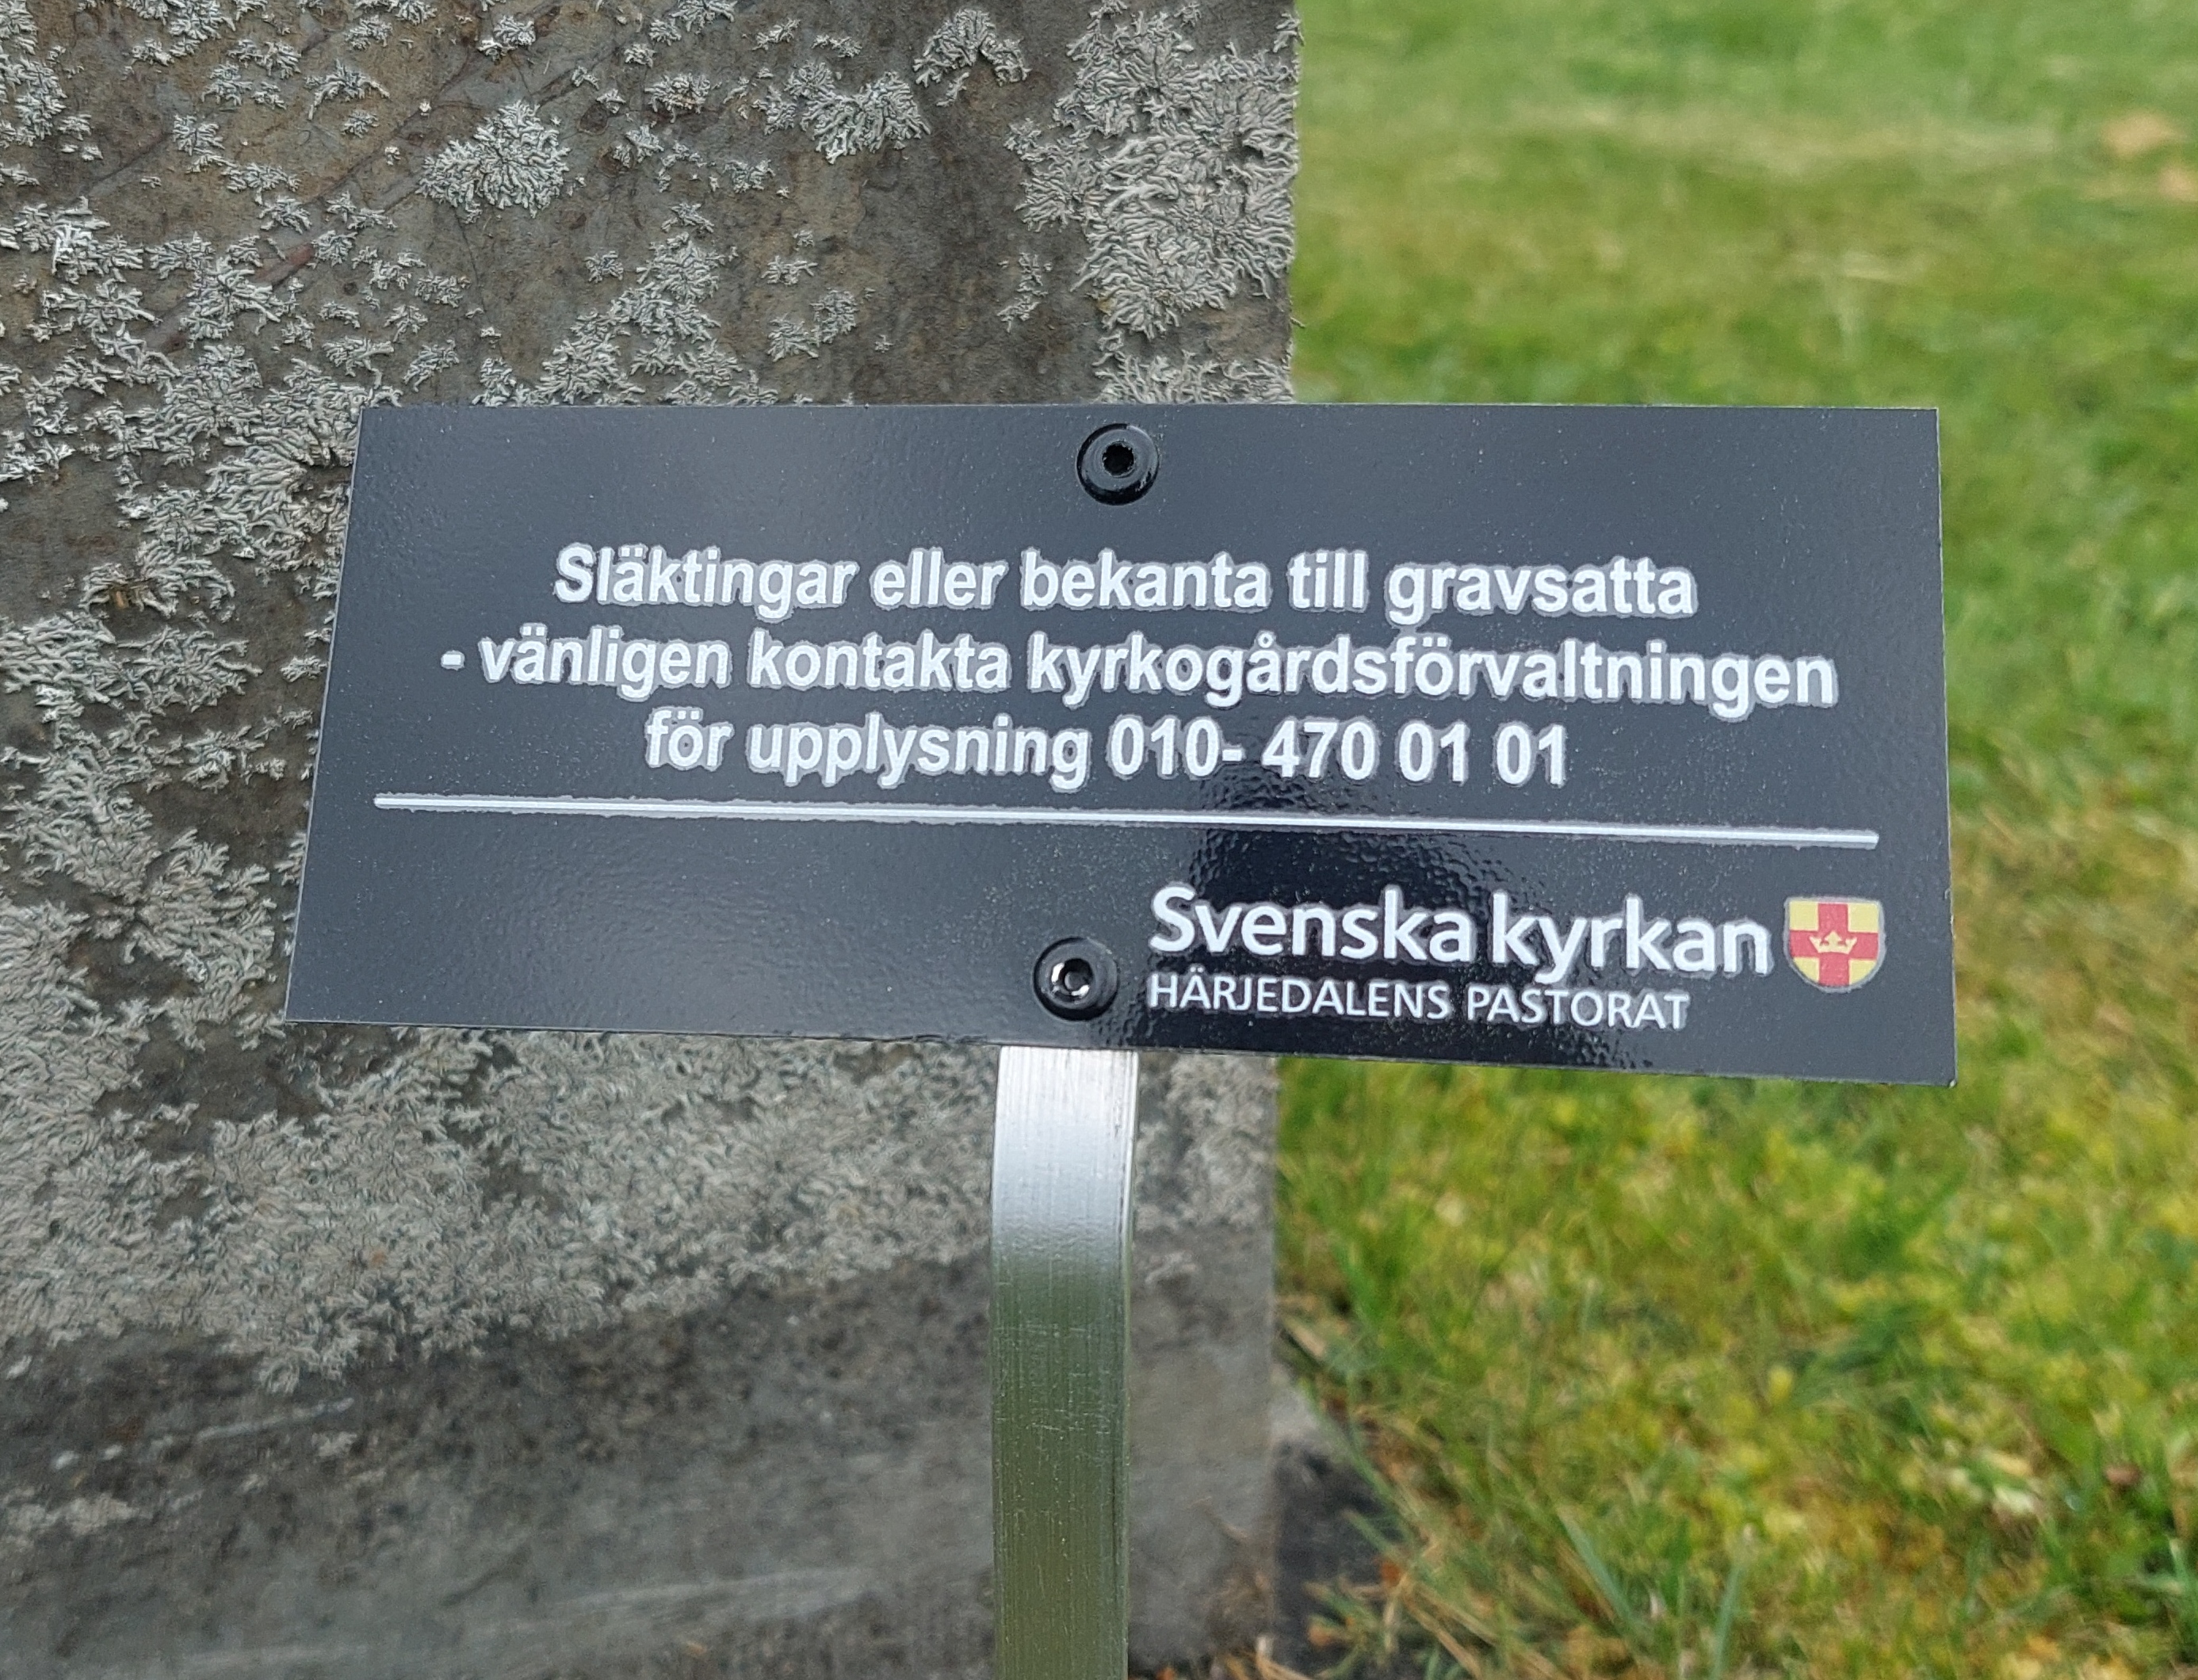 Släktingar eller bekanta till gravsatta
- vänligen kontakta kyrkogårdsförvaltningen
för upplysning 010- 470 01 01
Svenska kyrkan
HÄRJEDALENS PASTORAT